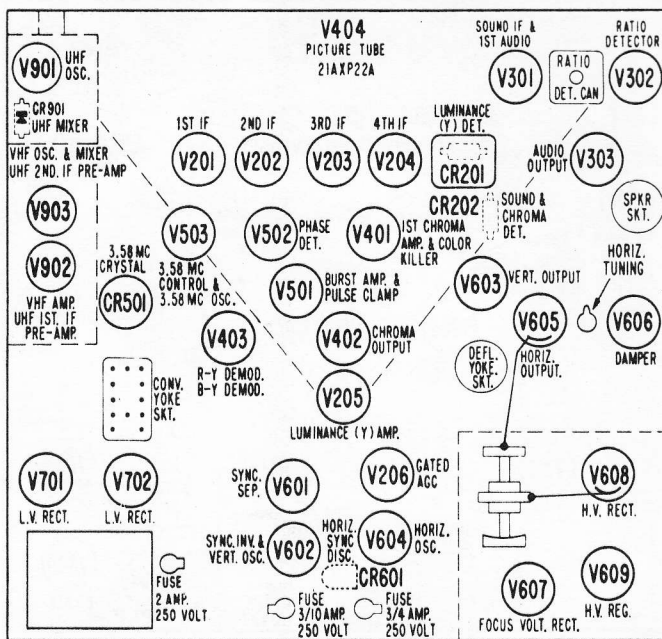 V404
PICTURE TUBE
21AXP22A
V901
UHF
OSC.
CR901
UHF MIXER
SOUND IF &
1ST AUDIO
V301
RATIO
DET. CAN
RATIO
DETECTOR
V302
1ST IF
V201
2ND IF
V202
3RD IF
V203
4TH IF
V204
LUMINANCE
(Y) DET.
CR201
AUDIO
OUTPUT
V303
VHF OSC. & MIXER
UHF 2ND. IF PRE-AMP
V903
V902
VHF AMP.
UHF 1ST. IF
PRE-AMP.
3.58 MC
CRYSTAL
CR501
V503
3.58 MC
CONTROL &
3.58 MC OSC.
V502
PHASE
DET.
V401
1ST CHROMA
AMP. & COLOR
KILLER
CR202
SOUND &
CHROMA
DET.
SPKR
SKT.
V501
BURST AMP. &
PULSE CLAMP
V603
VERT. OUTPUT
HORIZ.
TUNING
V403
R-Y DEMOD.
B-Y DEMOD.
V402
CHROMA
OUTPUT
V605
HORIZ.
OUTPUT.
V606
DAMPER
DEFL.
YOKE.
SKT.
CONV.
YOKE
SKT.
V205
LUMINANCE (Y) AMP.
V701
L.V. RECT.
V702
L.V. RECT.
SYNC.
SEP.
V601
V206
GATED
AGC
V608
H.V. RECT.
SYNC. INV. &
VERT. OSC.
V602
HORIZ.
SYNC
DISC.
CR601
V604
HORIZ.
OSC.
FUSE
2 AMP.
250 VOLT
FUSE
3/10 AMP.
250 VOLT
FUSE
3/4 AMP.
250 VOLT
V607
FOCUS VOLT. RECT.
V609
H.V. REG.